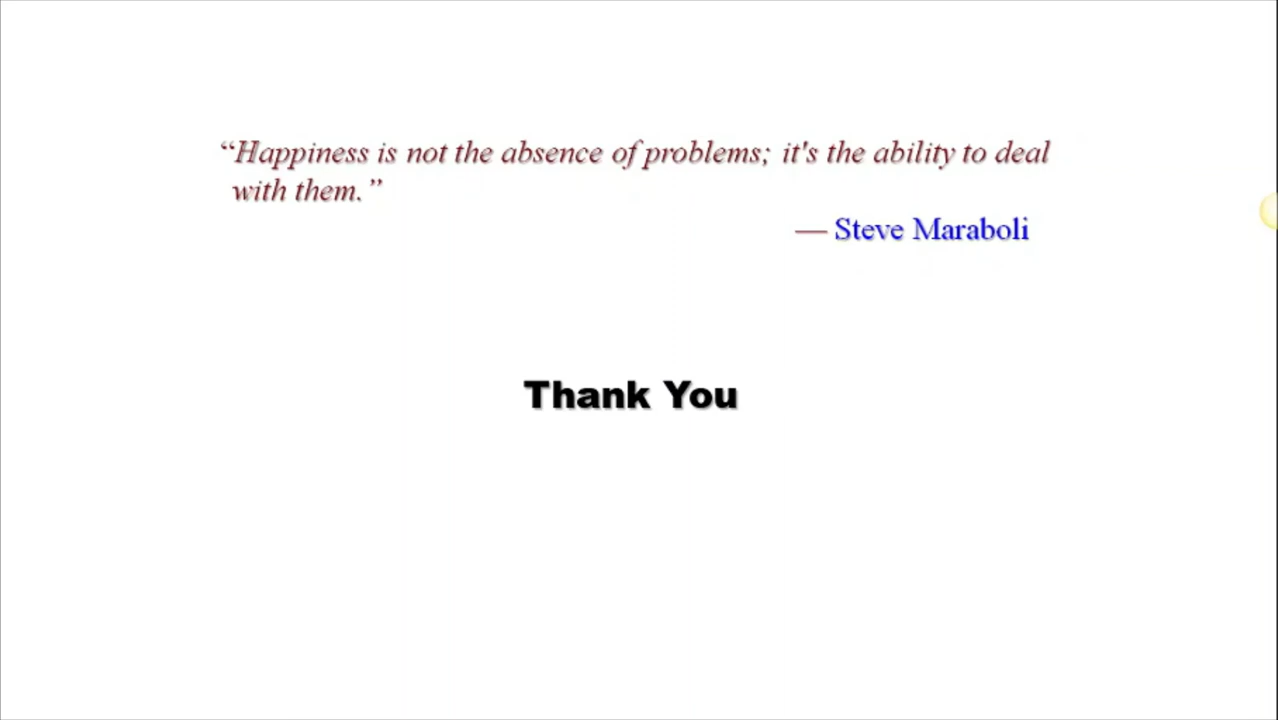 “Happiness is not the absence of problems; it's the ability to deal
with them.”
— Steve Maraboli
Thank You